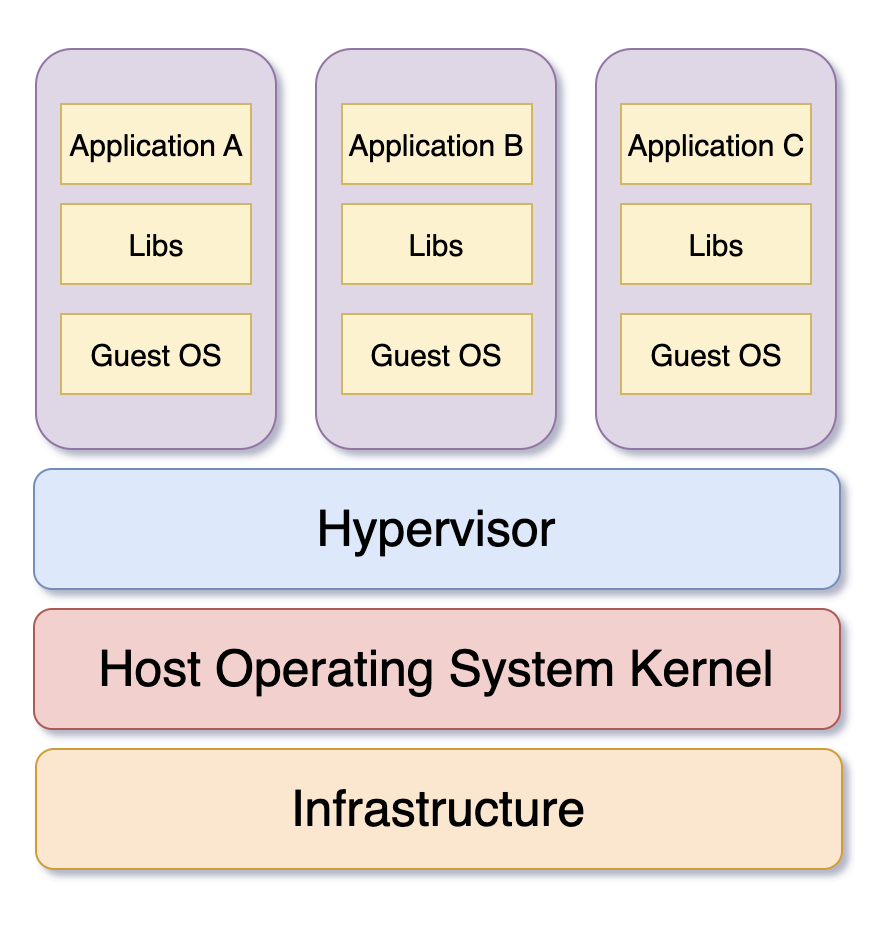 Application A
Application B
Application C
Libs
Libs
Libs
Guest OS
Guest OS
Guest OS
Hypervisor
Host Operating System Kernel
Infrastructure